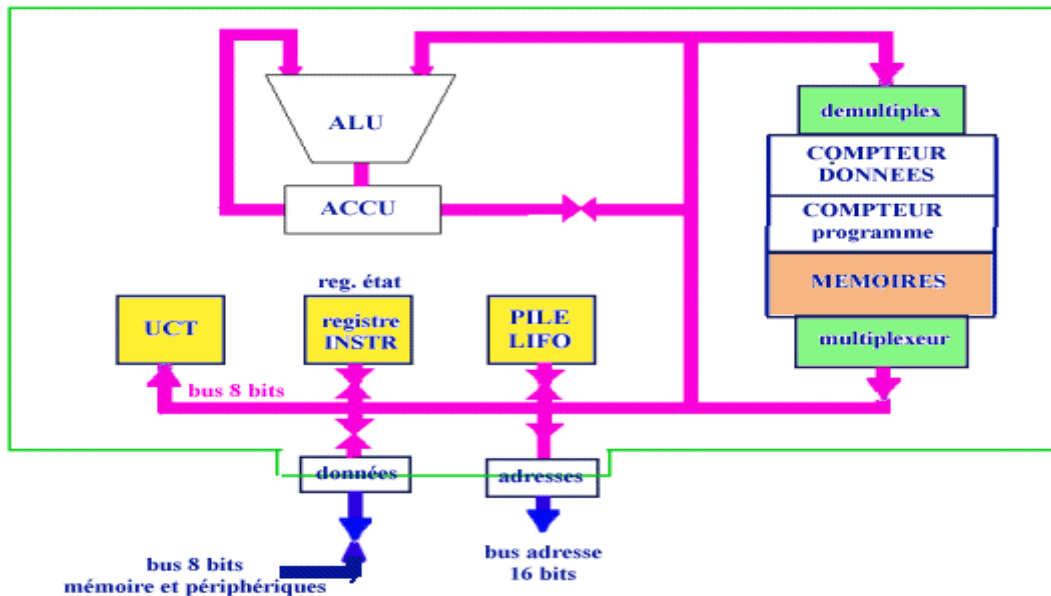 ALU
demultiplex
COMPTEUR
DONNEES
ACCU
COMPTEUR
programme
reg. état
MEMOIRES
UCT
registre
INSTR
PILE
LIFO
multiplexeur
bus 8 bits
données
adresses
bus 8 bits
mémoire et périphériques
bus adresse
16 bits